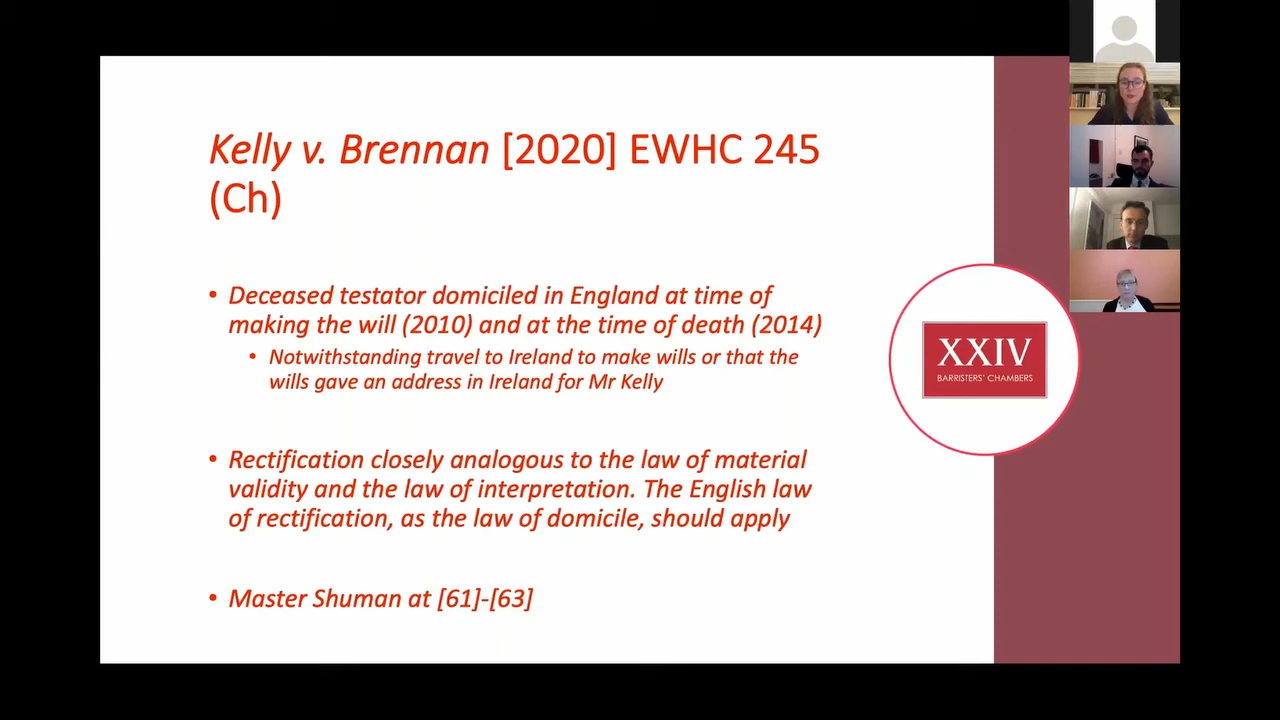 Kelly v. Brennan [2020] EWHC 245
(Ch)
• Deceased testator domiciled in England at time of
making the will (2010) and at the time of death (2014)
• Notwithstanding travel to Ireland to make wills or that the
wills gave an address in Ireland for Mr Kelly
• Rectification closely analogous to the law of material
validity and the law of interpretation. The English law
of rectification, as the law of domicile, should apply
• Master Shuman at [61]-[63]
XXIV
BARRISTERS' CHAMBERS